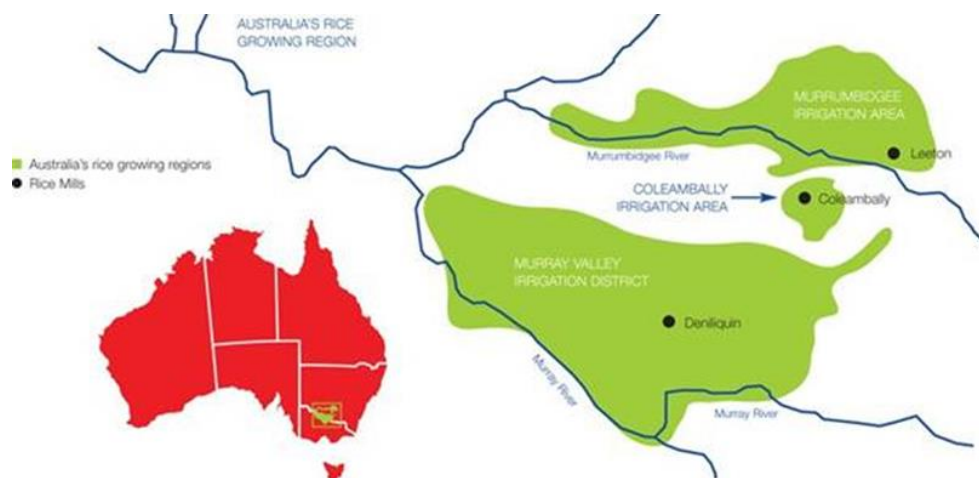 AUSTRALIA'S RICE
GROWING REGION
MURRUMBIDGEE
IRRIGATION AREA
Murrumbidgee River
Leeton
Australia's rice growing regions
Rice Mills
COLEAMBALLY
IRRIGATION AREA
Coleambally
MURRAY VALLEY
IRRIGATION DISTRICT
Deniliquin
Murray River
Murray River